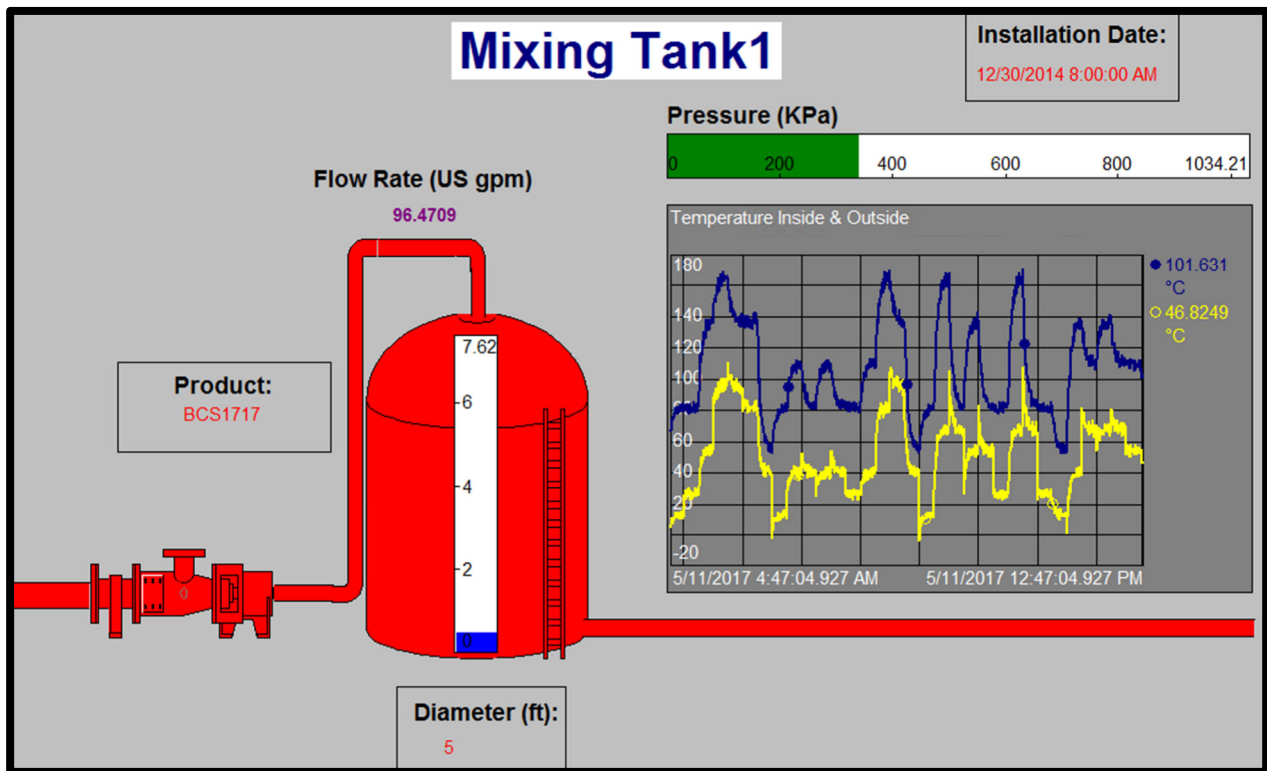 Mixing Tank1
Installation Date:
12/30/2014 8:00:00 AM
Pressure (KPa)
0 200 400 600 800 1034.21
Flow Rate (US gpm)
96.4709
Temperature Inside & Outside
180
140
120
100
80
60
40
20
-20
101.631
°C
46.8249
°C
5/11/2017 4:47:04.927 AM 5/11/2017 12:47:04.927 PM
Product:
BCS1717
7.62
6
4
2
0
Diameter (ft):
5